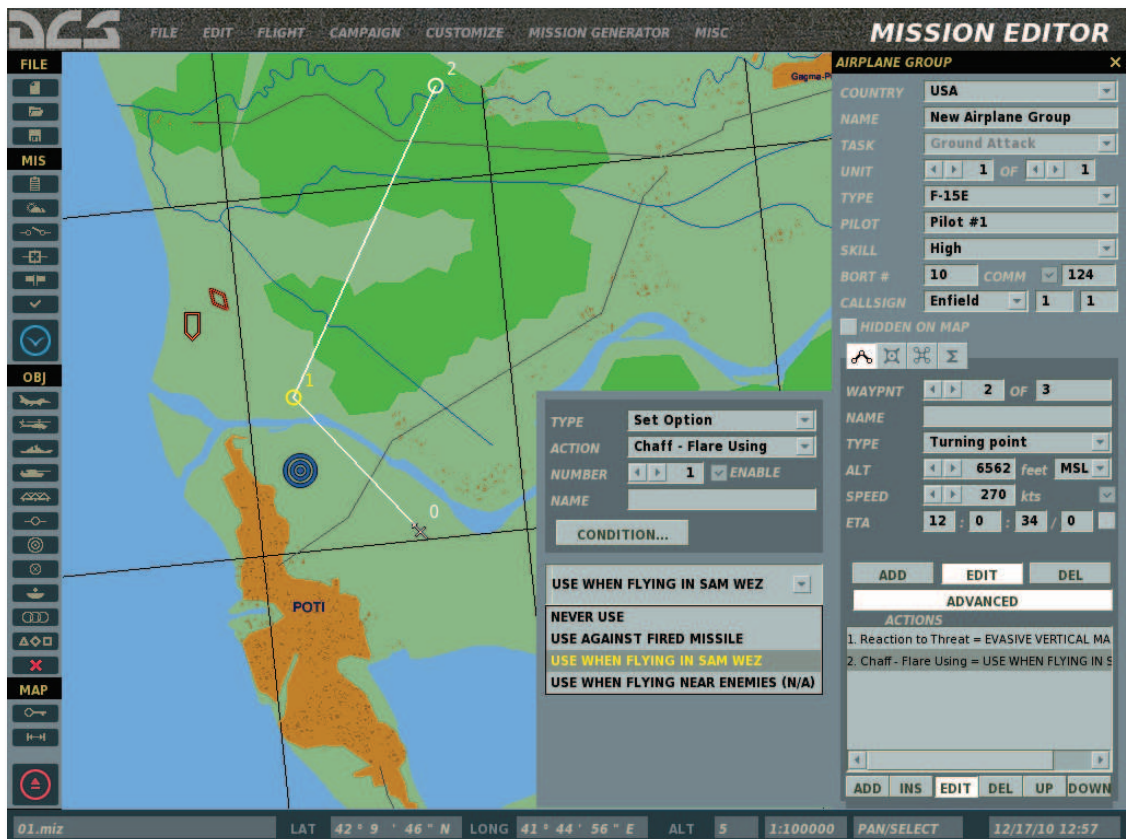 DCS FILE EDIT FLIGHT CAMPAIGN CUSTOMIZE MISSION GENERATOR MISC MISSION EDITOR
FILE
MIS
OBJ
MAP
2
1
0
POTI
TYPE Set Option
ACTION Chaff - Flare Using
NUMBER 1 ENABLE
NAME
CONDITION...
USE WHEN FLYING IN SAM WEZ
NEVER USE
USE AGAINST FIRED MISSILE
USE WHEN FLYING IN SAM WEZ
USE WHEN FLYING NEAR ENEMIES (N/A)
AIRPLANE GROUP
COUNTRY USA
NAME New Airplane Group
TASK Ground Attack
UNIT 1 OF 1
TYPE F-15E
PILOT Pilot #1
SKILL High
BORT # 10 COMM 124
CALLSIGN Enfield 1 1
HIDDEN ON MAP
WAYPNT 2 OF 3
NAME
TYPE Turning point
ALT 6562 feet MSL
SPEED 270 kts
ETA 12 : 0 : 34 / 0
ADD EDIT DEL
ADVANCED
ACTIONS
1. Reaction to Threat = EVASIVE VERTICAL MA
2. Chaff - Flare Using = USE WHEN FLYING IN S
ADD INS EDIT DEL UP DOWN
01.miz LAT 42 ° 9 ' 46 " N LONG 41 ° 44 ' 56 " E ALT 5 1:100000 PAN/SELECT 12/17/10 12:57